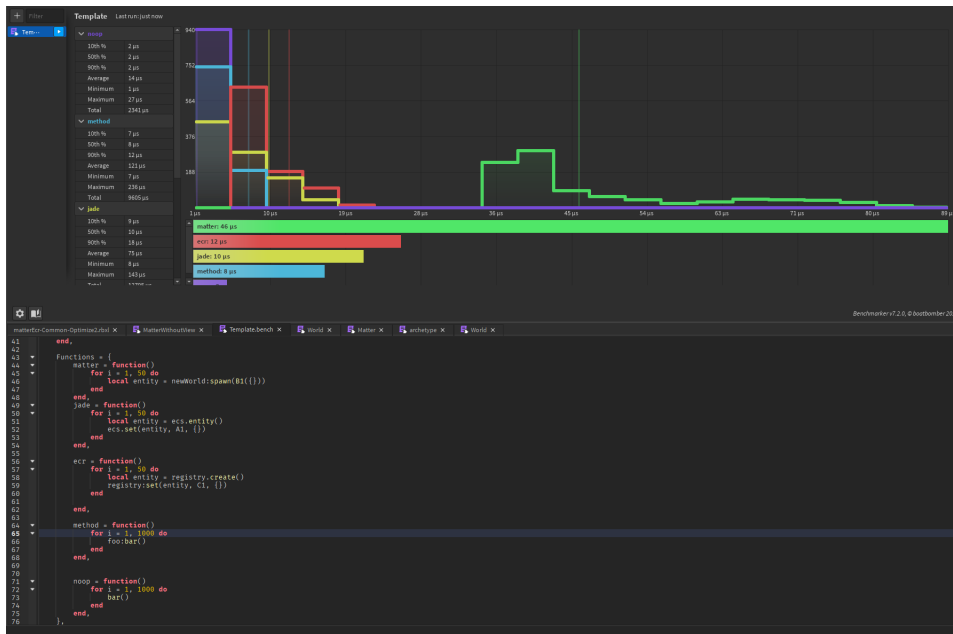 + Filter Template Last run: just now
Tem...
noop
10th % 2 µs
50th % 2 µs
90th % 2 µs
Average 14 µs
Minimum 1 µs
Maximum 27 µs
Total 2341 µs
method
10th % 7 µs
50th % 8 µs
90th % 12 µs
Average 121 µs
Minimum 7 µs
Maximum 236 µs
Total 9605 µs
jade
10th % 9 µs
50th % 10 µs
90th % 18 µs
Average 75 µs
Minimum 8 µs
Maximum 143 µs
940
752
564
376
188
1 µs 10 µs 19 µs 28 µs 36 µs 45 µs 54 µs 63 µs 71 µs 80 µs 89 µs
matter: 46 µs
ecr: 12 µs
jade: 10 µs
method: 8 µs
Benchmarker v7.2.0, © boatbomber 20
matterEcr-Common-Optimize2.rbxl × MatterWithoutView × Template.bench × World × Matter × archetype × World ×
41 end,
42
43 Functions = {
44 matter = function()
45 for i = 1, 50 do
46 local entity = newWorld:spawn(B1({}))
47 end
48 end,
49 jade = function()
50 for i = 1, 50 do
51 local entity = ecs.entity()
52 ecs.set(entity, A1, {})
53 end
54 end,
55
56 ecr = function()
57 for i = 1, 50 do
58 local entity = registry.create()
59 registry:set(entity, C1, {})
60 end
61
62 end,
63
64 method = function()
65 for i = 1, 1000 do
66 foo:bar()
67 end
68 end,
69
70
71 noop = function()
72 for i = 1, 1000 do
73 bar()
74 end
75 end,
76 },